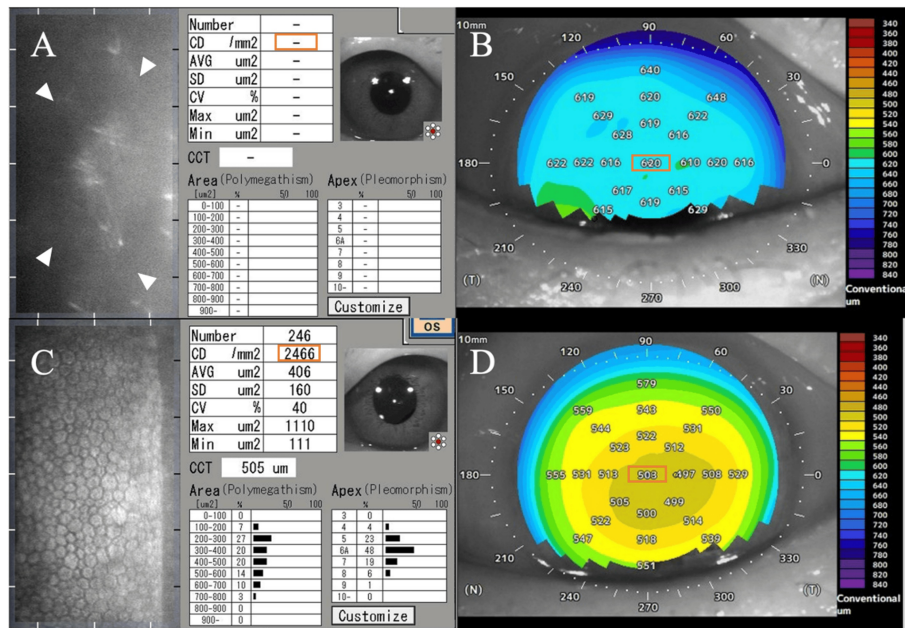 A
Number -
CD /mm2 -
AVG um2 -
SD um2 -
CV % -
Max um2 -
Min um2 -
CCT -
Area (Polymegathism)
[um2] % 50 100
0-100 -
100-200 -
200-300 -
300-400 -
400-500 -
500-600 -
600-700 -
700-800 -
800-900 -
900- -
Apex (Pleomorphism)
% 50 100
3 -
4 -
5 -
6A -
7 -
8 -
9 -
10- -
Customize
B
10mm 90
120 60°
150 30
640
619 620 648
629 619 622
628 616
180 622 622 616 620 610 620 616 0
617 615
615 619 629
210 330
(T) (N)
240 270 300
340
360
380
400
420
440
460
480
500
520
540
560
580
600
620
640
660
680
700
720
740
760
780
800
820
840
Conventional
um
C
OS
Number 246
CD /mm2 2466
AVG um2 406
SD um2 160
CV % 40
Max um2 1110
Min um2 111
CCT 505 um
Area (Polymegathism)
[um2] % 50 100
0-100 0
100-200 7
200-300 27
300-400 20
400-500 20
500-600 14
600-700 10
700-800 3
800-900 0
900- 0
Apex (Pleomorphism)
% 50 100
3 0
4 4
5 23
6A 48
7 19
8 6
9 1
10- 0
Customize
D
10mm 90
120 60°
150 30
579
559 543 550
544 522 531
523 512
180 555 531 513 503 497 508 529 0
505 499
522 500 514
547 518 539
551
210 330
(N) (T)
240 270 300
340
360
380
400
420
440
460
480
500
520
540
560
580
600
620
640
660
680
700
720
740
760
780
800
820
840
Conventional
um